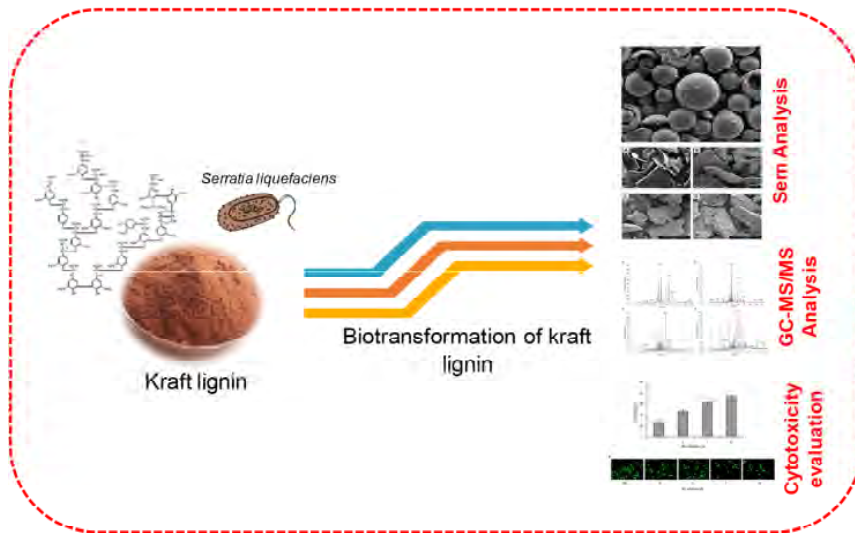 Serratia liquefaciens
Kraft lignin
Biotransformation of kraft
lignin
Sem Analysis
GC-MS/MS
Analysis
Cytotoxicity
evaluation